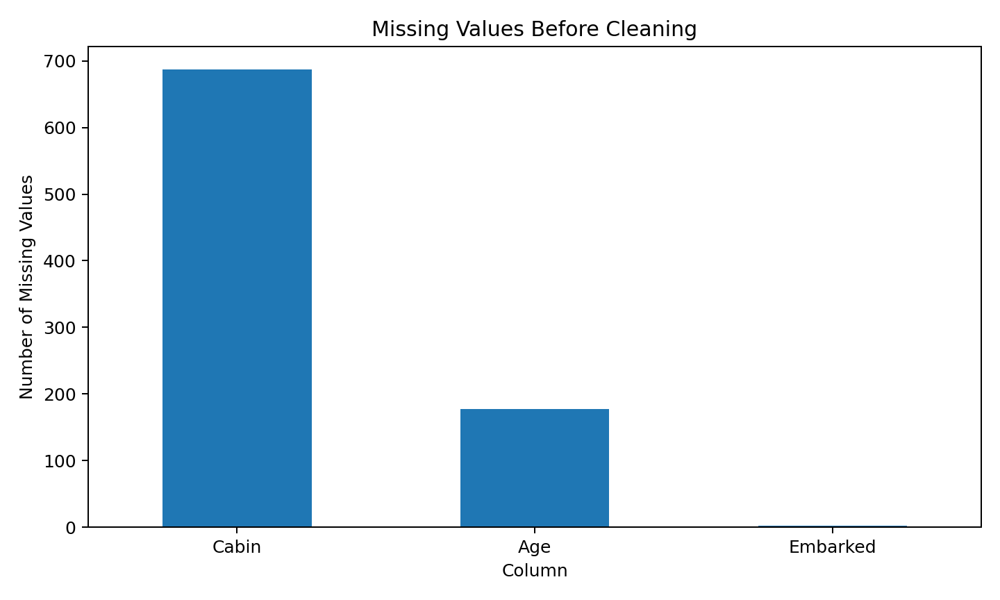 Missing Values Before Cleaning
Number of Missing Values
700
600
500
400
300
200
100
0
Cabin
Age
Embarked
Column